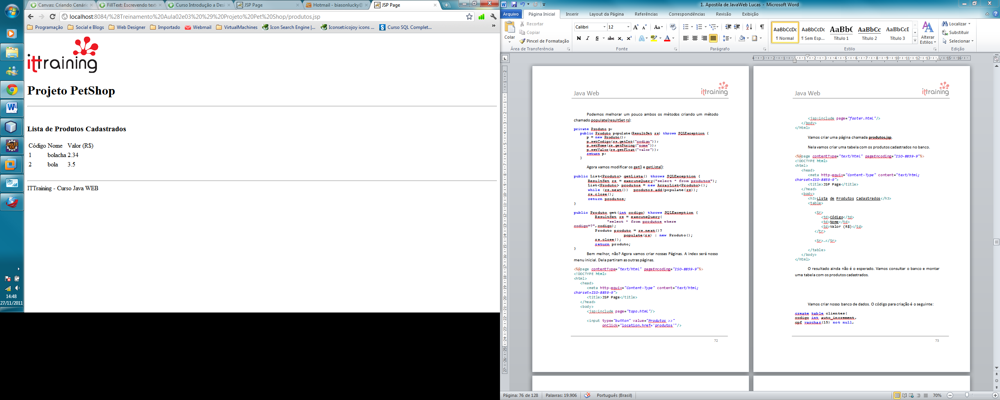 Canvas: Criando Cenário
FillText: Escrevendo texto
Curso Introdução a Desi
JSP Page
Hotmail - biasonlucky@
JSP Page
localhost:8084/%28Treinamento%20Aula02e03%20%29%20Projeto%20Pet%20Shop/produtos.jsp
Programação
Social e Blogs
Web Designer
Importado
Webmail
VirtualMachines
Icon Search Engine |...
Iconset:icojoy icons ...
Curso SQL Complet...
»
ittraining
Projeto PetShop
Lista de Produtos Cadastrados
Código Nome Valor (R$)
1 bolacha 2.34
2 bola 3.5
ITTraining - Curso Java WEB
Java EE
IDE
14:48
27/11/2011
1. Apostila de JavaWeb Lucas - Microsoft Word
Arquivo
Página Inicial
Inserir
Layout da Página
Referências
Correspondências
Revisão
Exibição
Colar
Recortar
Copiar
Pincel de Formatação
Área de Transferência
Calibri
12
Fonte
Parágrafo
AaBbCcDc
¶ Normal
AaBbCcDc
¶ Sem Esp...
AaBbC
Título 1
AaBbCc
Título 2
AaBbCcI
Título 3
Alterar
Estilos
Estilo
Localizar
Substituir
Selecionar
Edição
Java Web
ittraining
Podemos melhorar um pouco ambos os métodos criando um método
chamado populate(resultSet rs):
private Produto p;
public Produto populate(ResultSet rs) throws SQLException {
p = new Produto();
p.setCodigo(rs.getInt("codigo"));
p.setNome(rs.getString("nome"));
p.setValor(rs.getFloat("valor"));
return p;
}
Agora vamos modificar os get() e getLista():
public List<Produto> getLista() throws SQLException {
ResultSet rs = executeQuery("select * from produtos");
List<Produto> produtos = new ArrayList<Produto>();
while (rs.next()) produtos.add(populate(rs));
rs.close();
return produtos;
}
public Produto get(int codigo) throws SQLException {
ResultSet rs = executeQuery(
"select * from produtos where
codigo=?",codigo);
Produto produto = rs.next()?
populate(rs) : new Produto();
rs.close();
return produto;
}
Bem melhor, não? Agora vamos criar nossas Páginas. A index será nosso
menu inicial. Dela partiram as outras páginas.
<%@page contentType="text/html" pageEncoding="ISO-8859-9"%>
<!DOCTYPE html>
<html>
<head>
<meta http-equiv="Content-Type" content="text/html;
charset=ISO-8859-9">
<title>JSP Page</title>
</head>
<body>
<jsp:include page="topo.html"/>
<input type="button" value="Produtos >>"
onClick="location.href='produtos'"/>
72
Java Web
ittraining
<jsp:include page="footer.html"/>
</body>
</html>
Vamos criar uma página chamada produtos.jsp.
Nela vamos criar uma tabela com os produtos cadastrados no banco.
<%@page contentType="text/html" pageEncoding="ISO-8859-9"%>
<!DOCTYPE html>
<html>
<head>
<meta http-equiv="Content-Type" content="text/html;
charset=ISO-8859-9">
<title>JSP Page</title>
</head>
<body>
<h3>Lista de Produtos Cadastrados</h3>
<table>
<tr>
<td>Código</td>
<td>Nome</td>
<td>Valor (R$)</td>
</tr>
<tr>…</tr>
</table>
</body>
</html>
O resultado ainda não é o esperado. Vamos consultar o banco e montar
uma tabela com os produtos cadastrados.
Vamos criar nosso banco de dados. O código para criação é o seguinte:
create table clientes(
codigo int auto_increment,
cpf varchar(15) not null,
73
Página: 76 de 128
Palavras: 19.906
Português (Brasil)
70%